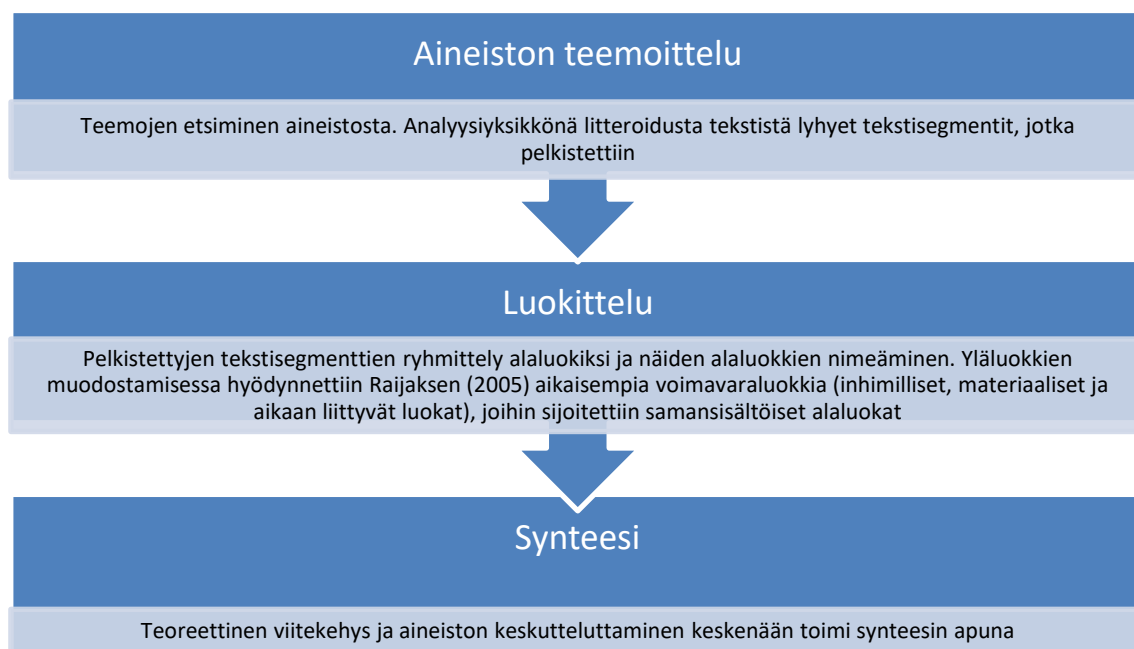 Aineiston teemoittelu
Teemojen etsiminen aineistosta. Analyysiyksikkönä litteroidusta tekstistä lyhyet tekstisegmentit, jotka
pelkistettiin
Luokittelu
Pelkistettyjen tekstisegmenttien ryhmittely alaluokiksi ja näiden alaluokkien nimeäminen. Yläluokkien
muodostamisessa hyödynnettiin Raijaksen (2005) aikaisempia voimavaraluokkia (inhimilliset, materiaaliset ja
aikaan liittyvät luokat), joihin sijoitettiin samansisältöiset alaluokat
Synteesi
Teoreettinen viitekehys ja aineiston keskutteluttaminen keskenään toimi synteesin apuna